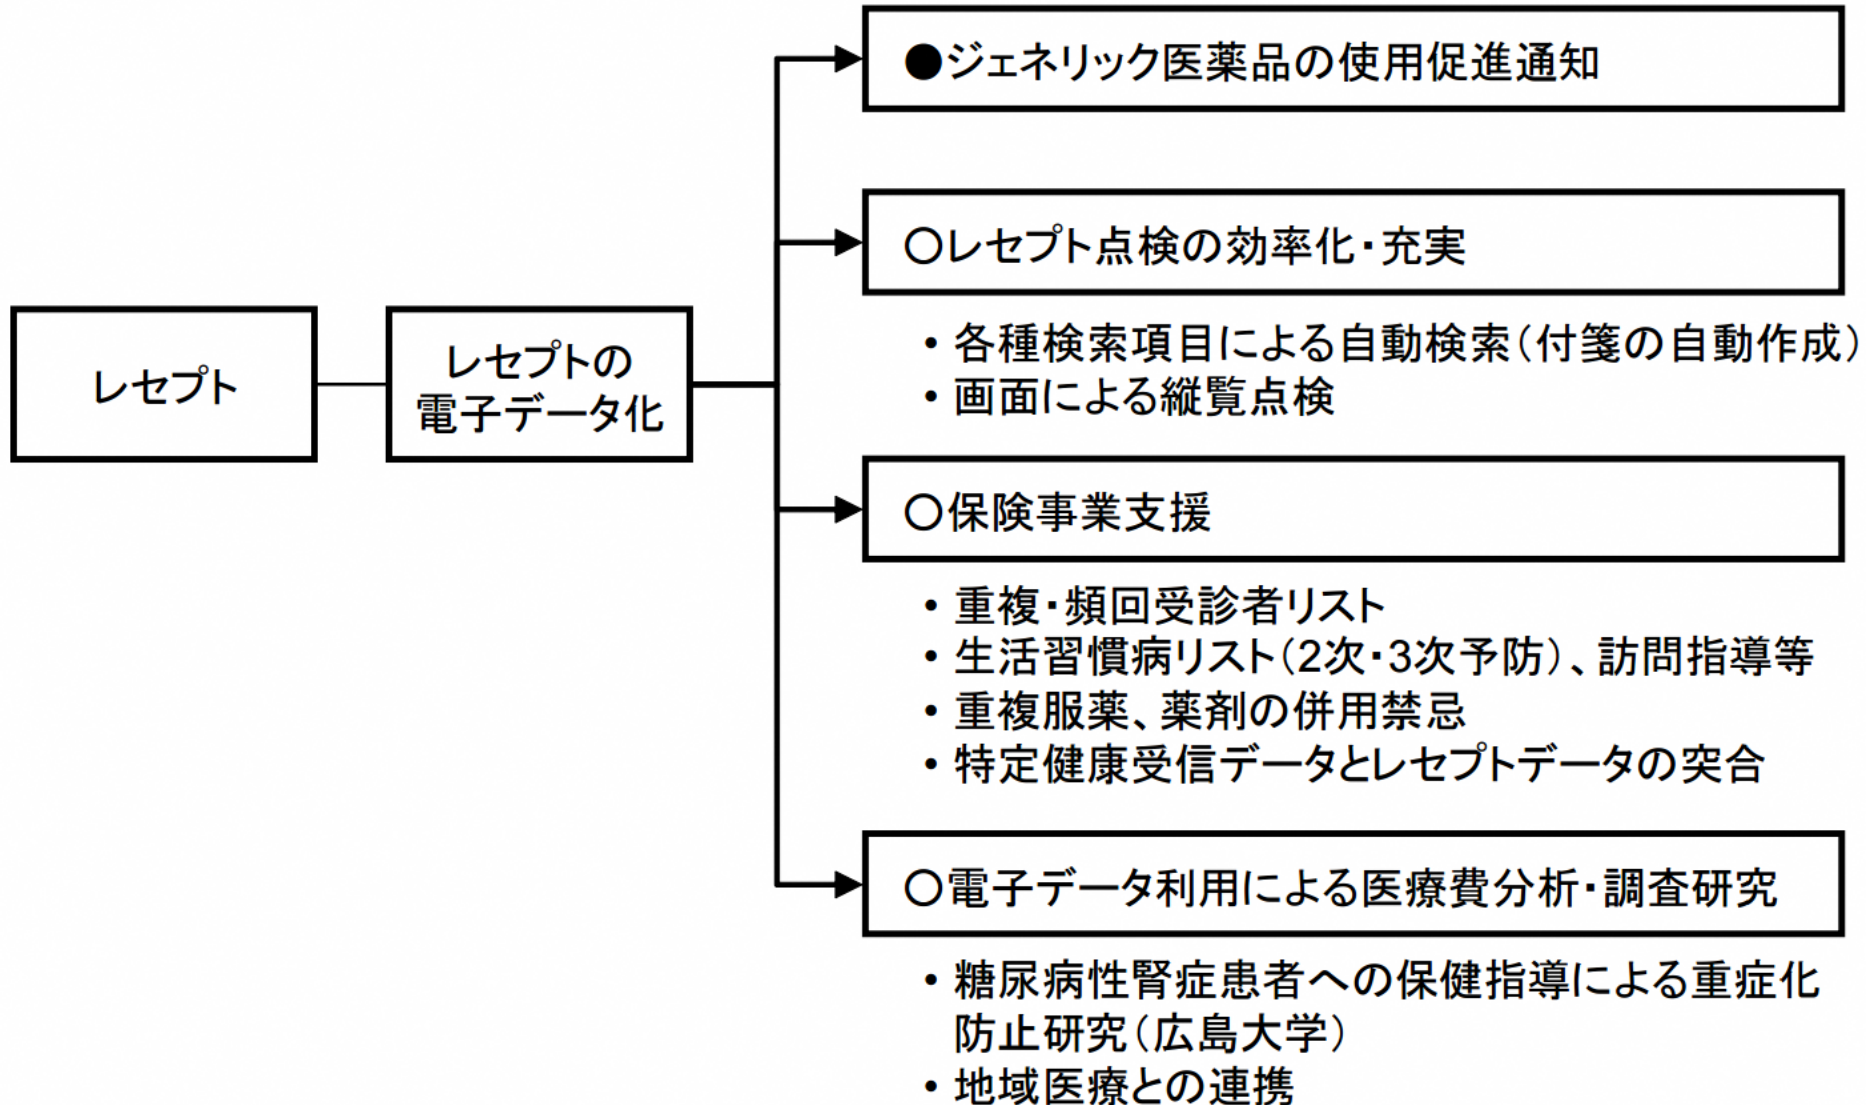 レセプト
レセプトの
電子データ化
●ジェネリック医薬品の使用促進通知
○レセプト点検の効率化・充実
・各種検索項目による自動検索(付箋の自動作成)
・画面による縦覧点検
○保険事業支援
・重複・頻回受診者リスト
・生活習慣病リスト(2次・3次予防)、訪問指導等
・重複服薬、薬剤の併用禁忌
・特定健康受信データとレセプトデータの突合
○電子データ利用による医療費分析・調査研究
・糖尿病性腎症患者への保健指導による重症化
防止研究(広島大学)
・地域医療との連携